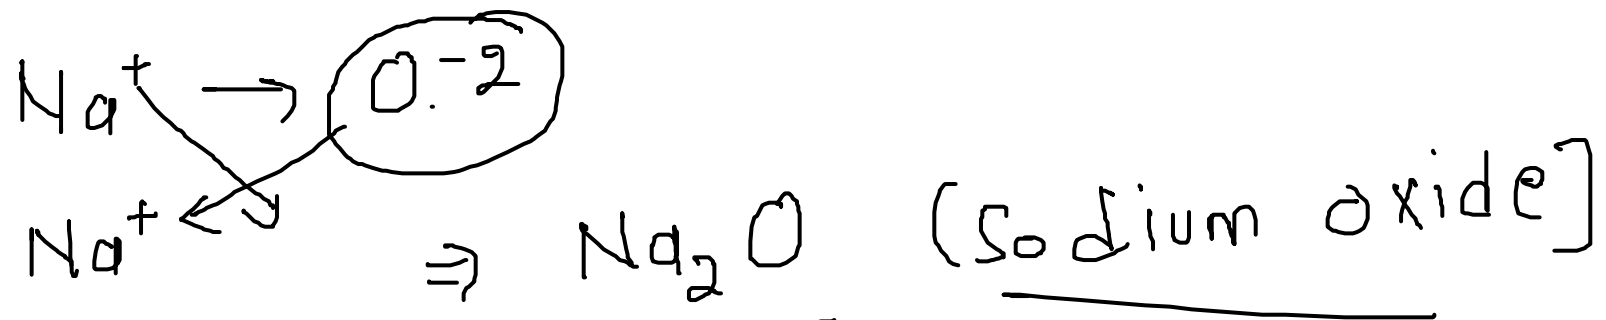 Na⁺ → O.⁻²
Na⁺ ⇒ Na₂O (Sodium oxide]